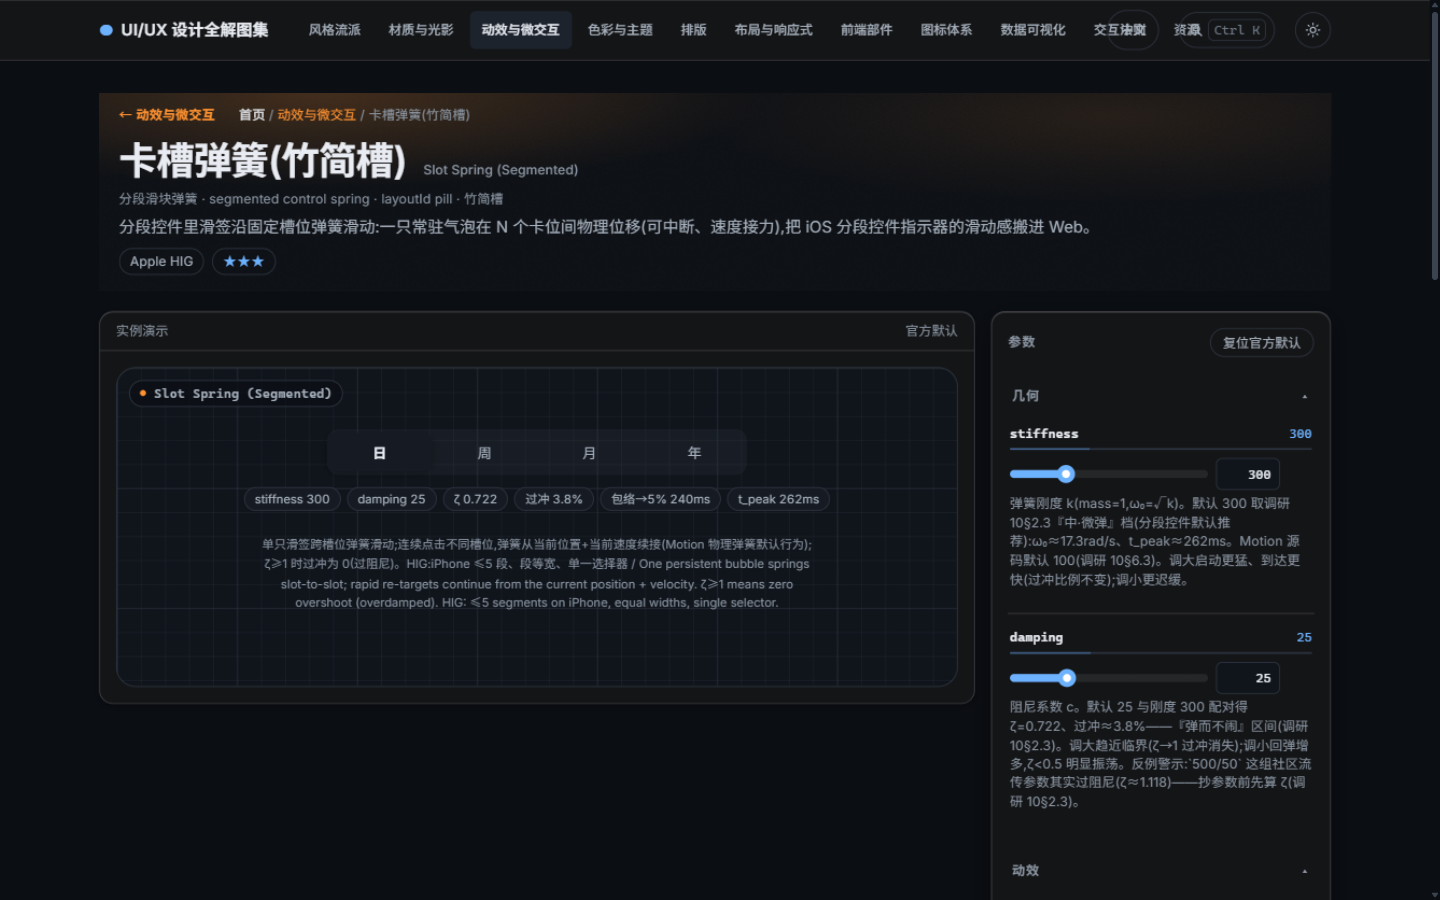 UI/UX 设计全解图集
风格流派
材质与光影
动效与微交互
色彩与主题
排版
布局与响应式
前端部件
图标体系
数据可视化
Ctrl K
← 动效与微交互
首页 / 动效与微交互 / 卡槽弹簧(竹简槽)
卡槽弹簧(竹简槽) Slot Spring (Segmented)
分段滑块弹簧 · segmented control spring · layoutId pill · 竹简槽
分段控件里滑签沿固定槽位弹簧滑动:一只常驻气泡在 N 个卡位间物理位移(可中断、速度接力),把 iOS 分段控件指示器的滑动感搬进 Web。
Apple HIG
★★★
实例演示
官方默认
Slot Spring (Segmented)
日
周
月
年
stiffness 300
damping 25
ζ 0.722
过冲 3.8%
包络→5% 240ms
t_peak 262ms
单只滑签跨槽位弹簧滑动;连续点击不同槽位,弹簧从当前位置+当前速度续接(Motion 物理弹簧默认行为);
ζ≥1 时过冲为 0(过阻尼)。HIG:iPhone ≤5 段、段等宽、单一选择器 / One persistent bubble springs
slot-to-slot; rapid re-targets continue from the current position + velocity. ζ≥1 means zero
overshoot (overdamped). HIG: ≤5 segments on iPhone, equal widths, single selector.
参数
复位官方默认
几何
stiffness
300
300
弹簧刚度 k(mass=1,ω₀=√k)。默认 300 取调研
10§2.3『中·微弹』档(分段控件默认推
荐):ω₀≈17.3rad/s、t_peak≈262ms。Motion 源
码默认 100(调研 10§6.3)。调大启动更猛、到达更
快(过冲比例不变);调小更迟缓。
damping
25
25
阻尼系数 c。默认 25 与刚度 300 配对得
ζ=0.722、过冲≈3.8%——『弹而不闹』区间(调研
10§2.3)。调大趋近临界(ζ→1 过冲消失);调小回弹增
多,ζ<0.5 明显振荡。反例警示:`500/50` 这组社区流
传参数其实过阻尼(ζ≈1.118)——抄参数前先算 ζ(调
研 10§2.3)。
动效